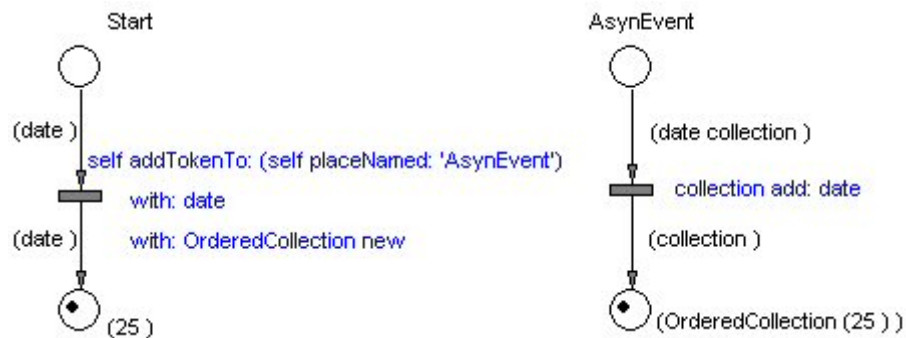 Start
AsynEvent
(date )
(date collection )
self addTokenTo: (self placeNamed: 'AsynEvent')
with: date
collection add: date
(date )
with: OrderedCollection new
(collection )
(25 )
(OrderedCollection (25 ) )